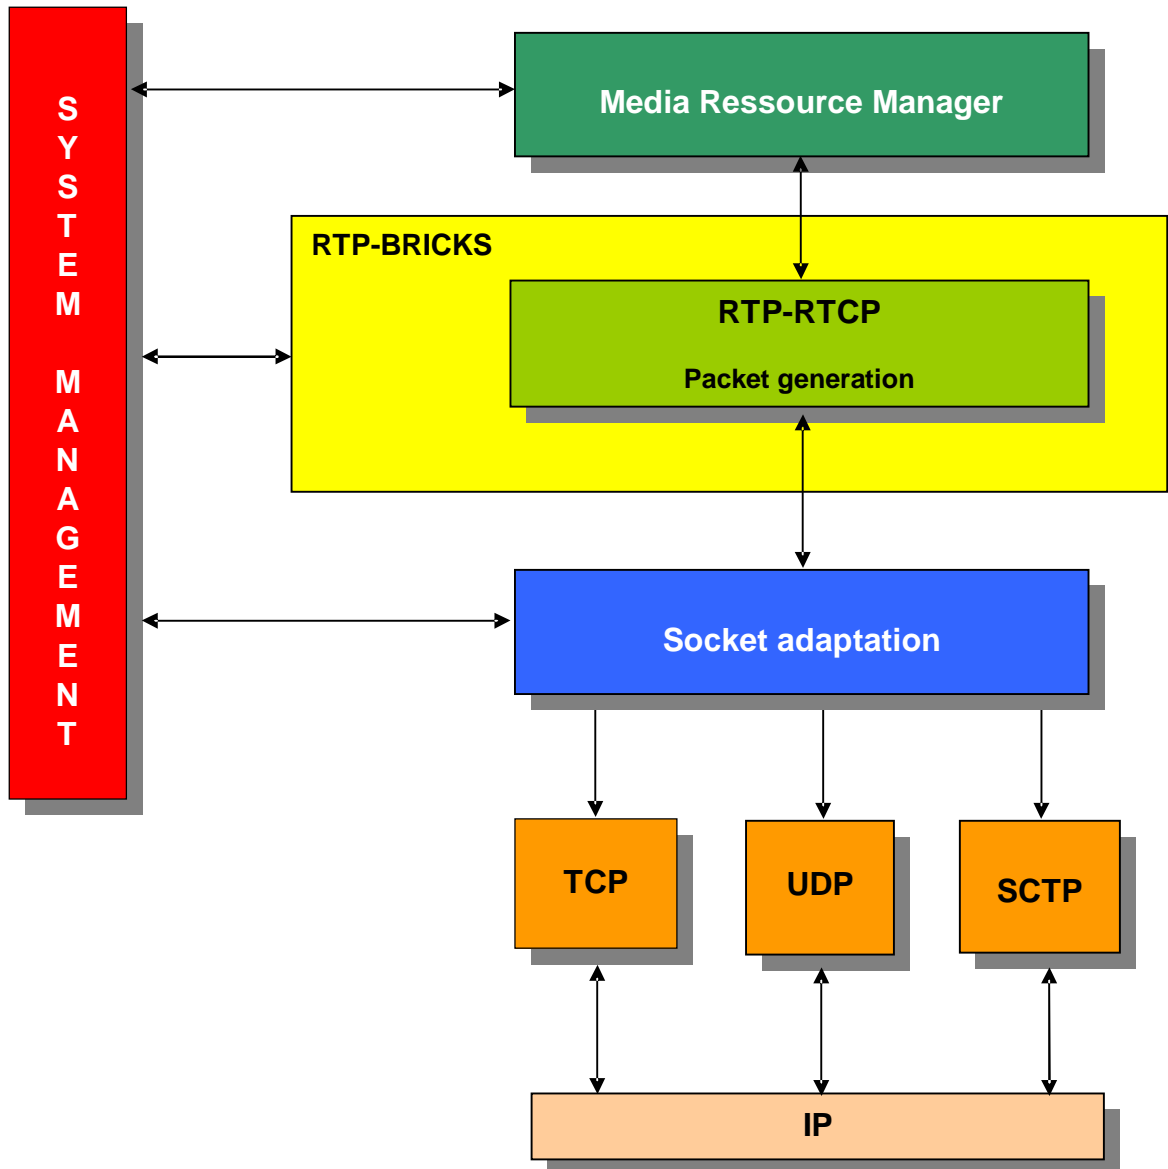 SYSTEM MANAGEMENT
Media Ressource Manager
RTP-BRICKS
RTP-RTCP
Packet generation
Socket adaptation
TCP
UDP
SCTP
IP